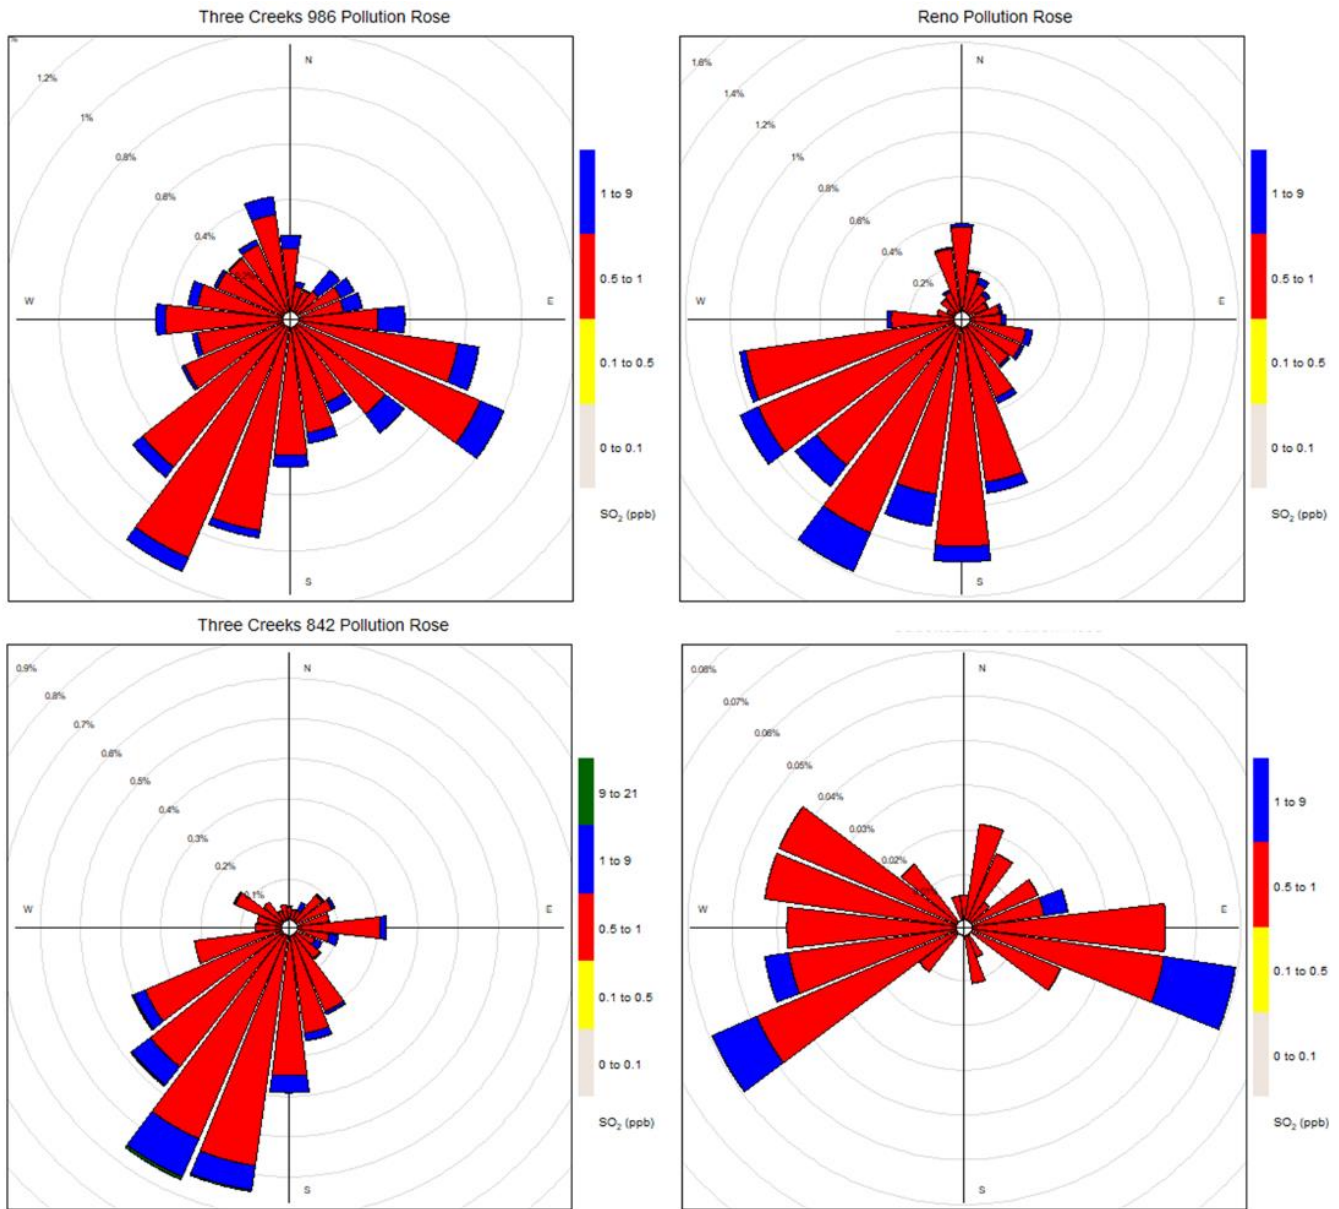 Three Creeks 986 Pollution Rose
1.2%
1%
0.8%
0.6%
0.4%
N
W
E
S
1 to 9
0.5 to 1
0.1 to 0.5
0 to 0.1
SO₂ (ppb)
Reno Pollution Rose
1.6%
1.4%
1.2%
1%
0.8%
0.6%
0.4%
0.2%
N
W
E
S
1 to 9
0.5 to 1
0.1 to 0.5
0 to 0.1
SO₂ (ppb)
Three Creeks 842 Pollution Rose
0.9%
0.8%
0.7%
0.6%
0.5%
0.4%
0.3%
0.2%
0.1%
N
W
E
S
9 to 21
1 to 9
0.5 to 1
0.1 to 0.5
0 to 0.1
SO₂ (ppb)
0.08%
0.07%
0.06%
0.05%
0.04%
0.03%
0.02%
N
W
E
S
1 to 9
0.5 to 1
0.1 to 0.5
0 to 0.1
SO₂ (ppb)